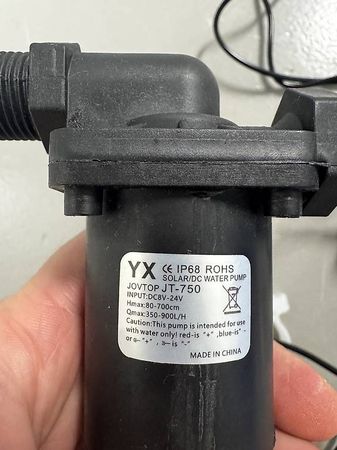 YX CE IP68 ROHS
SOLAR/DC WATER PUMP
JOVTOP JT-750
INPUT:DC8V-24V
Hmax:80-700cm
Qmax:350-900L/H
Caution:This pump is intended for use
with water only! red-is "+" ,blue-is"-"
or "+" , "-"
MADE IN CHINA